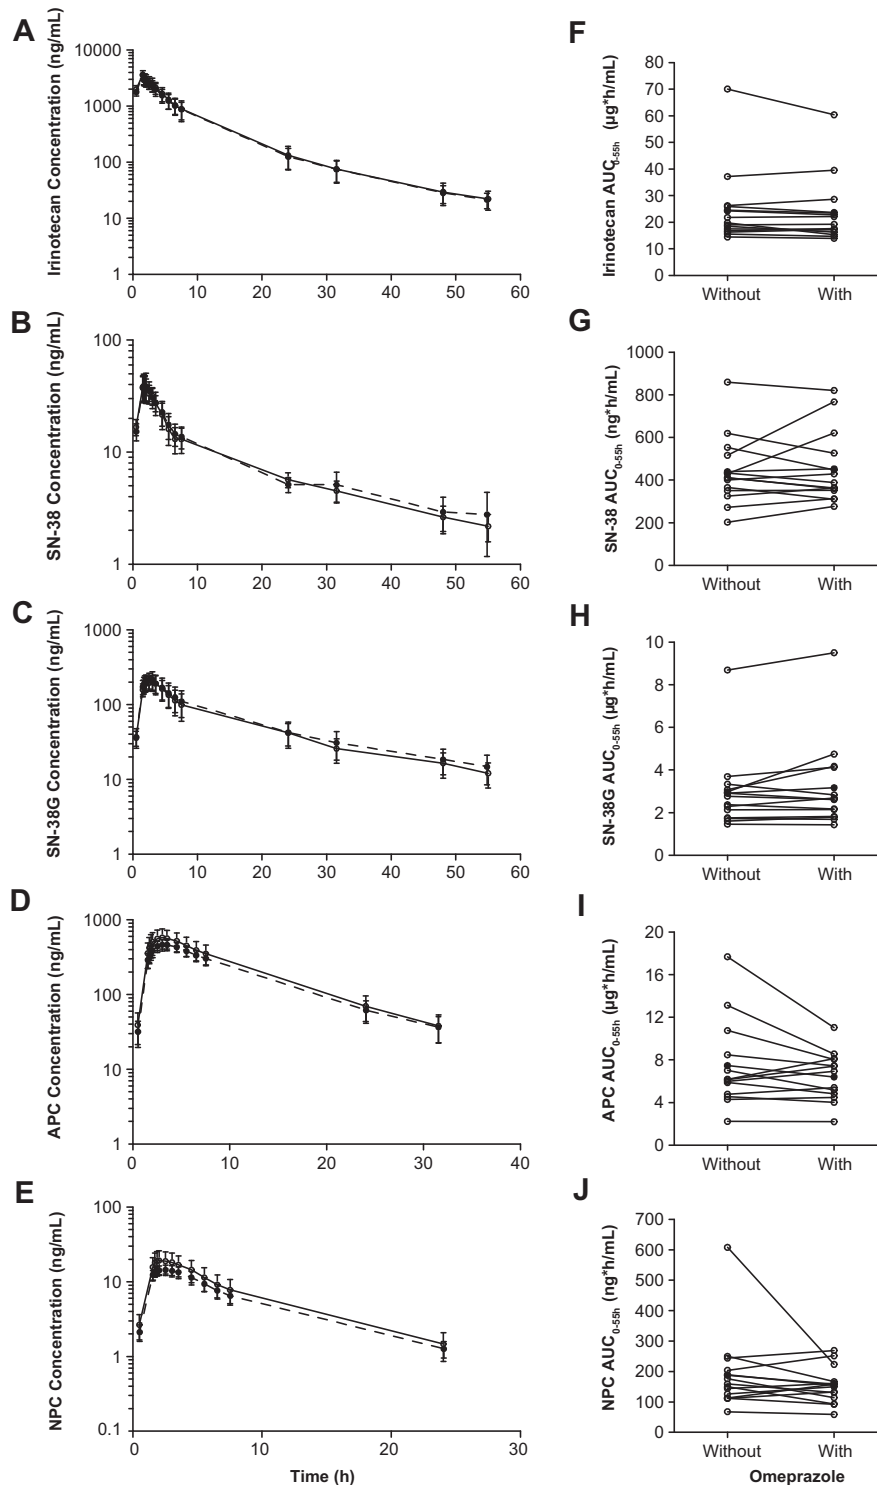 A
Irinotecan Concentration (ng/mL)
10000
1000
100
10
1
0 10 20 30 40 50 60
F
Irinotecan AUC0-55h (µg*h/mL)
80
70
60
50
40
30
20
10
0
Without With
B
SN-38 Concentration (ng/mL)
100
10
1
0 10 20 30 40 50 60
G
SN-38 AUC0-55h (ng*h/mL)
1000
800
600
400
200
0
Without With
C
SN-38G Concentration (ng/mL)
1000
100
10
1
0 10 20 30 40 50 60
H
SN-38G AUC0-55h (µg*h/mL)
10
8
6
4
2
0
Without With
D
APC Concentration (ng/mL)
1000
100
10
1
0 10 20 30 40
I
APC AUC0-55h (µg*h/mL)
20
16
12
8
4
0
Without With
E
NPC Concentration (ng/mL)
100
10
1
0.1
0 10 20 30
Time (h)
J
NPC AUC0-55h (ng*h/mL)
700
600
500
400
300
200
100
0
Without With
Omeprazole